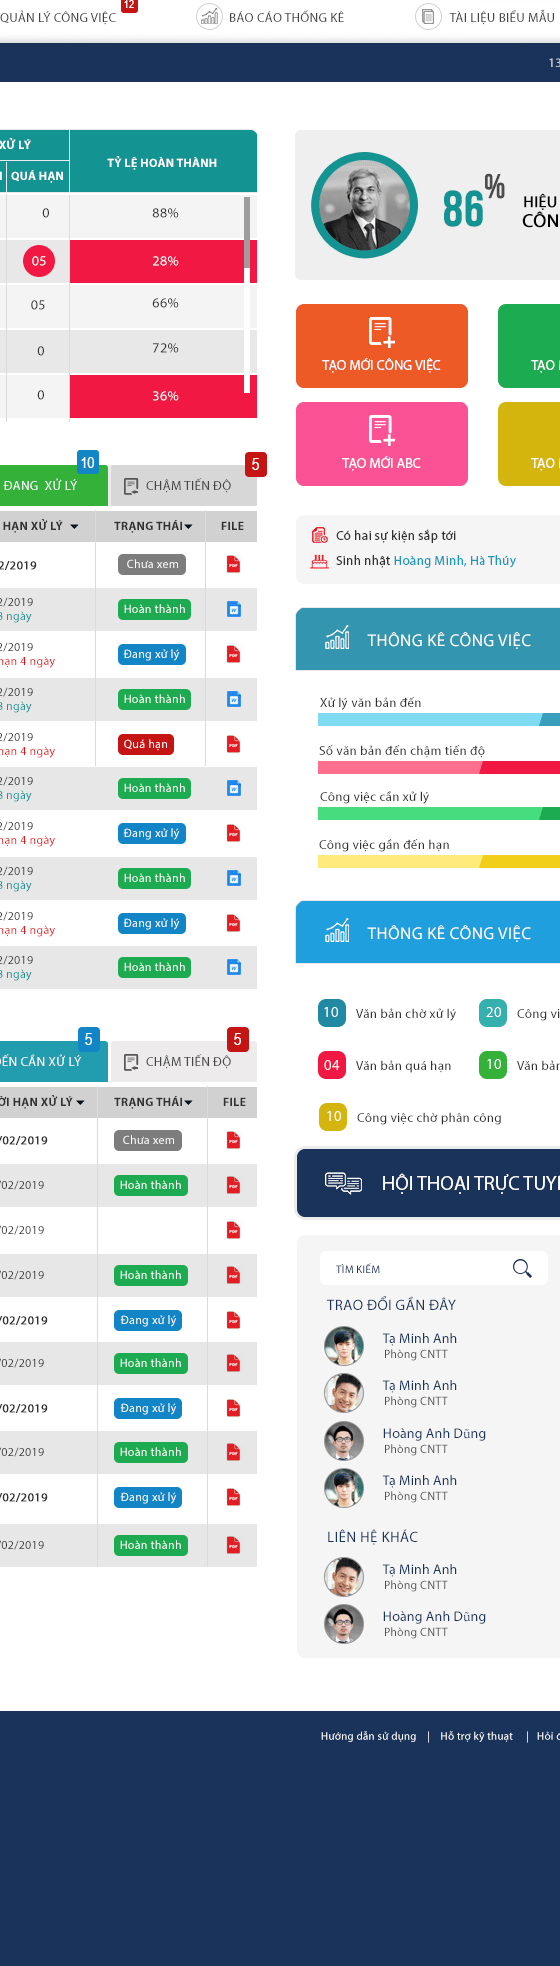 QUẢN LÝ CÔNG VIỆC 12 BÁO CÁO THỐNG KÊ TÀI LIỆU BIỂU MẪU
13
XỬ LÝ
QUÁ HẠN TỶ LỆ HOÀN THÀNH
0 88%
05 28%
05 66%
0 72%
0 36%
ĐANG XỬ LÝ 10 CHẬM TIẾN ĐỘ 5
HẠN XỬ LÝ TRẠNG THÁI FILE
2/2019 Chưa xem
2/2019
3 ngày Hoàn thành
2/2019
hạn 4 ngày Đang xử lý
2/2019
3 ngày Hoàn thành
2/2019
hạn 4 ngày Quá hạn
2/2019
3 ngày Hoàn thành
2/2019
hạn 4 ngày Đang xử lý
2/2019
3 ngày Hoàn thành
2/2019
hạn 4 ngày Đang xử lý
2/2019
3 ngày Hoàn thành
ĐẾN CẦN XỬ LÝ 5 CHẬM TIẾN ĐỘ 5
ỜI HẠN XỬ LÝ TRẠNG THÁI FILE
/02/2019 Chưa xem
/02/2019 Hoàn thành
/02/2019
/02/2019 Hoàn thành
/02/2019 Đang xử lý
/02/2019 Hoàn thành
/02/2019 Đang xử lý
/02/2019 Hoàn thành
/02/2019 Đang xử lý
/02/2019 Hoàn thành
86% HIỆU
CÔN
TẠO MỚI CÔNG VIỆC TẠO
TẠO MỚI ABC TẠO
Có hai sự kiện sắp tới
Sinh nhật Hoàng Minh, Hà Thúy
THÔNG KÊ CÔNG VIỆC
Xử lý văn bản đến
Số văn bản đến chậm tiến độ
Công việc cần xử lý
Công việc gần đến hạn
THÔNG KÊ CÔNG VIỆC
10 Văn bản chờ xử lý 20 Công vi
04 Văn bản quá hạn 10 Văn bản
10 Công việc chờ phân công
HỘI THOẠI TRỰC TUY
TÌM KIẾM
TRAO ĐỔI GẦN ĐÂY
Tạ Minh Anh
Phòng CNTT
Tạ Minh Anh
Phòng CNTT
Hoàng Anh Dũng
Phòng CNTT
Tạ Minh Anh
Phòng CNTT
LIÊN HỆ KHÁC
Tạ Minh Anh
Phòng CNTT
Hoàng Anh Dũng
Phòng CNTT
Hướng dẫn sử dụng | Hỗ trợ kỹ thuật | Hỏi